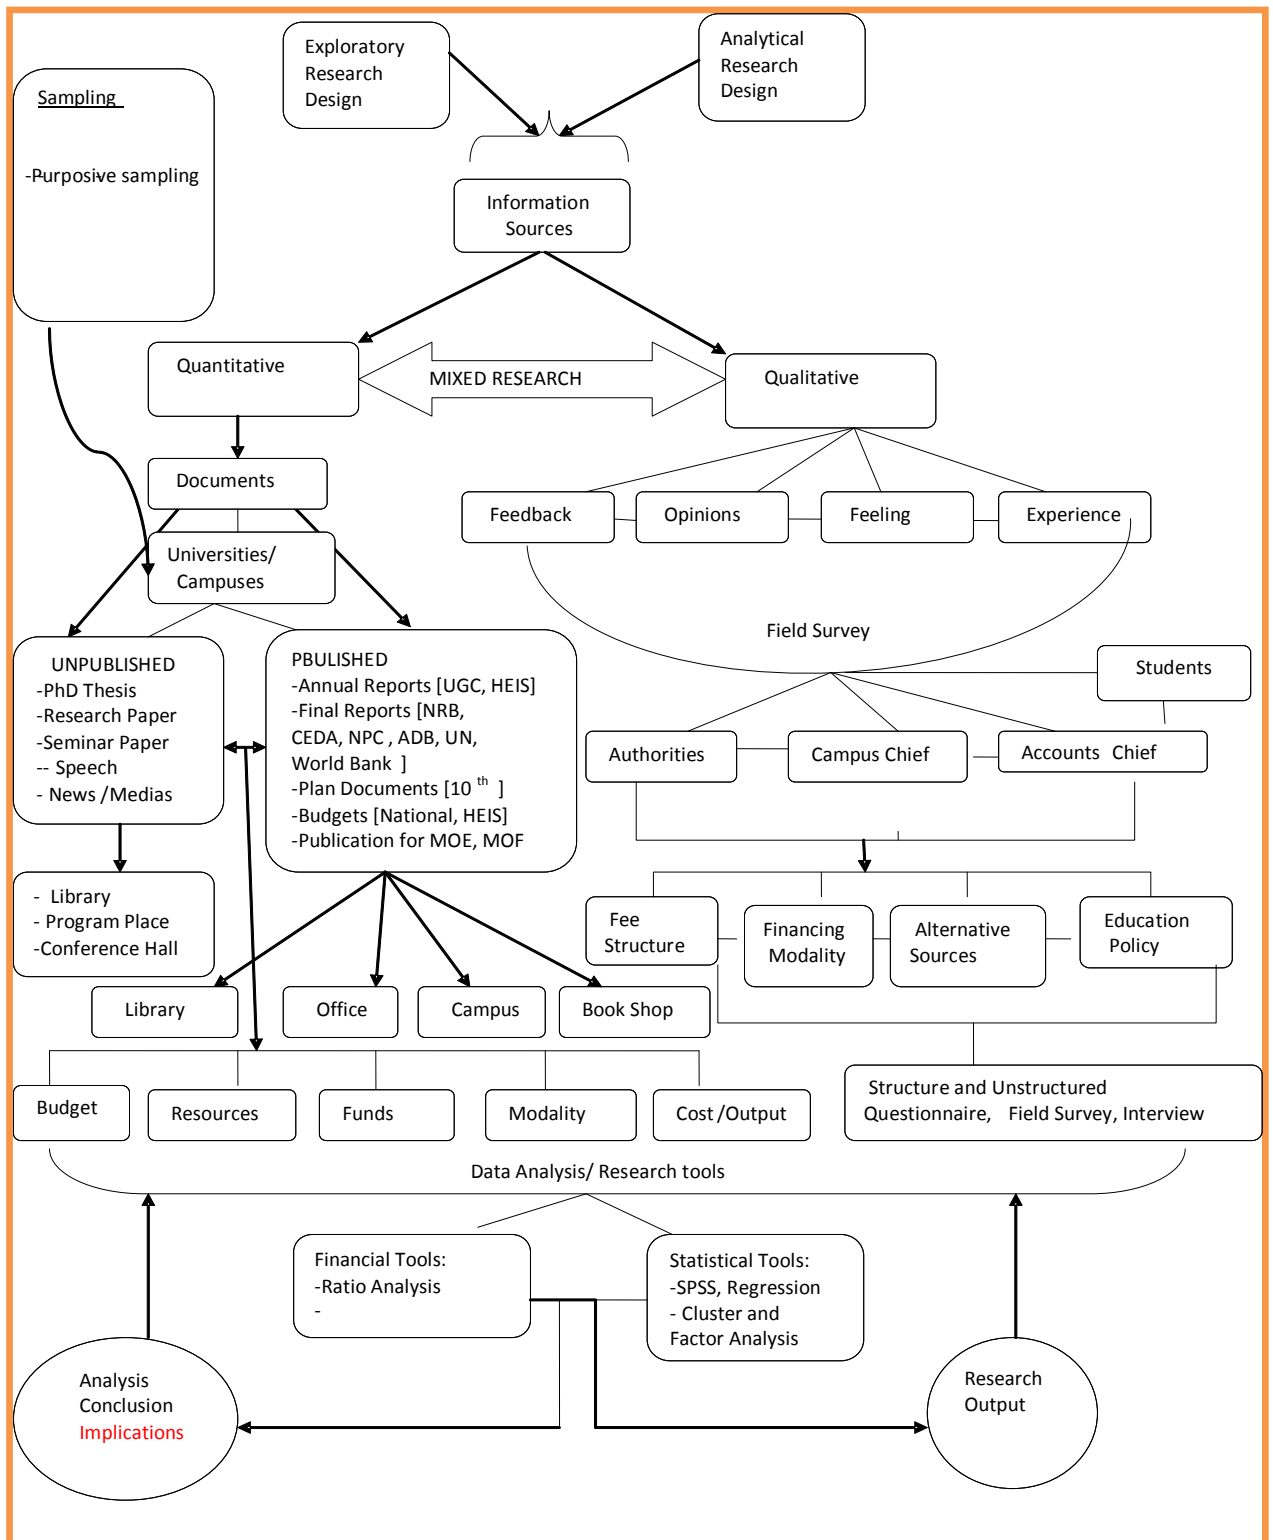 Exploratory
Research
Design
Analytical
Research
Design
Sampling
-Purposive sampling
Information
Sources
Quantitative
MIXED RESEARCH
Qualitative
Documents
Feedback
Opinions
Feeling
Experience
Universities/
Campuses
Field Survey
UNPUBLISHED
-PhD Thesis
-Research Paper
-Seminar Paper
-- Speech
- News /Medias
PBULISHED
-Annual Reports [UGC, HEIS]
-Final Reports [NRB,
CEDA, NPC , ADB, UN,
World Bank ]
-Plan Documents [10 th ]
-Budgets [National, HEIS]
-Publication for MOE, MOF
Students
Authorities
Campus Chief
Accounts Chief
- Library
- Program Place
-Conference Hall
Fee
Structure
Financing
Modality
Alternative
Sources
Education
Policy
Library
Office
Campus
Book Shop
Budget
Resources
Funds
Modality
Cost /Output
Structure and Unstructured
Questionnaire, Field Survey, Interview
Data Analysis/ Research tools
Financial Tools:
-Ratio Analysis
-
Statistical Tools:
-SPSS, Regression
- Cluster and
Factor Analysis
Analysis
Conclusion
Implications
Research
Output